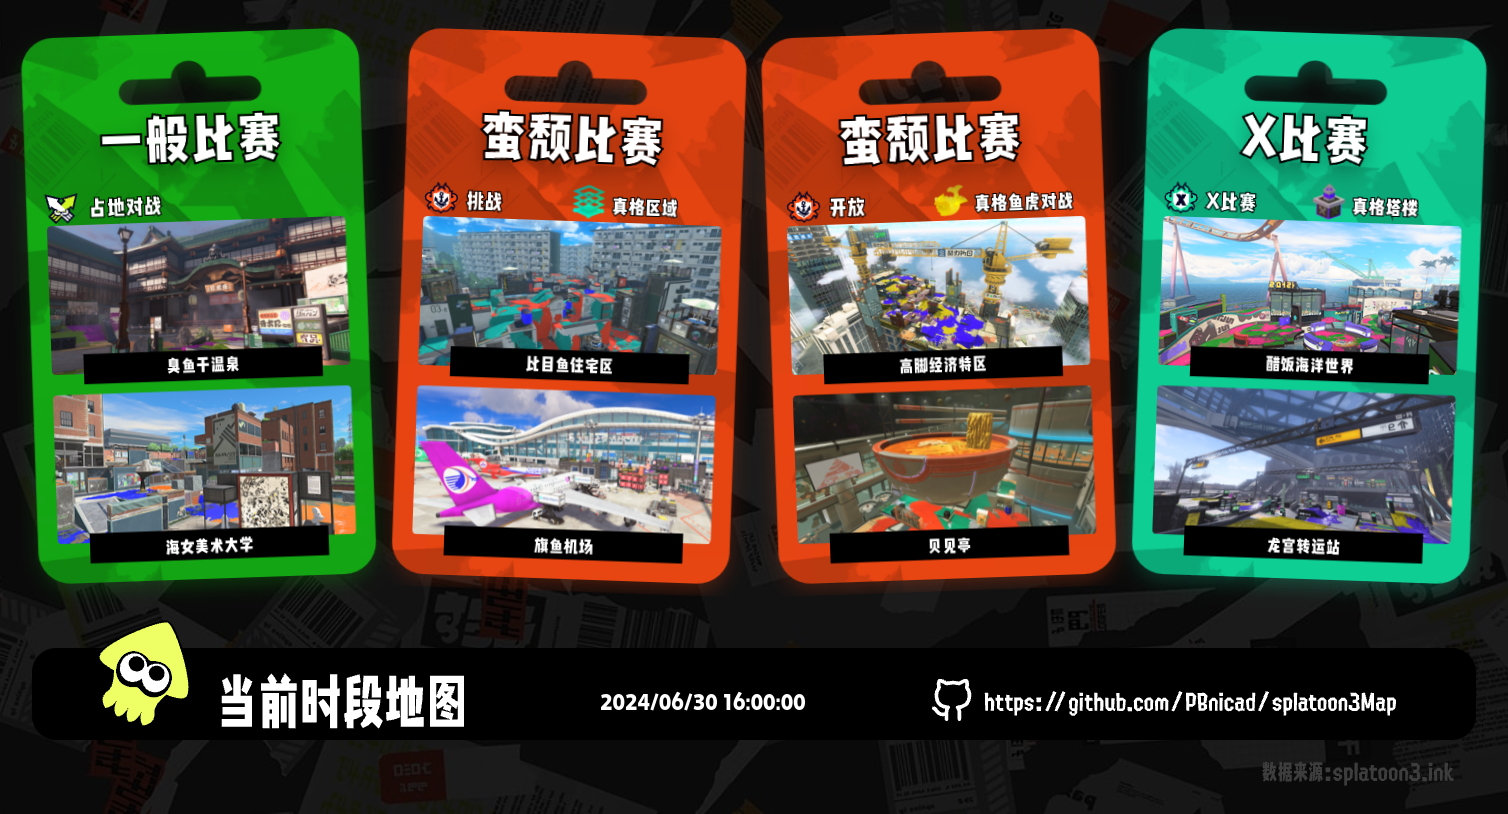 一般比赛
占地对战
臭鱼干温泉
海女美术大学
蛮颓比赛
挑战
真格区域
比目鱼住宅区
旗鱼机场
蛮颓比赛
开放
真格鱼虎对战
高脚经济特区
贝见亭
X比赛
X比赛
真格塔楼
醋饭海洋世界
龙宫转运站
当前时段地图
2024/06/30 16:00:00
https://github.com/PBnicad/splatoon3Map
数据来源:splatoon3.ink